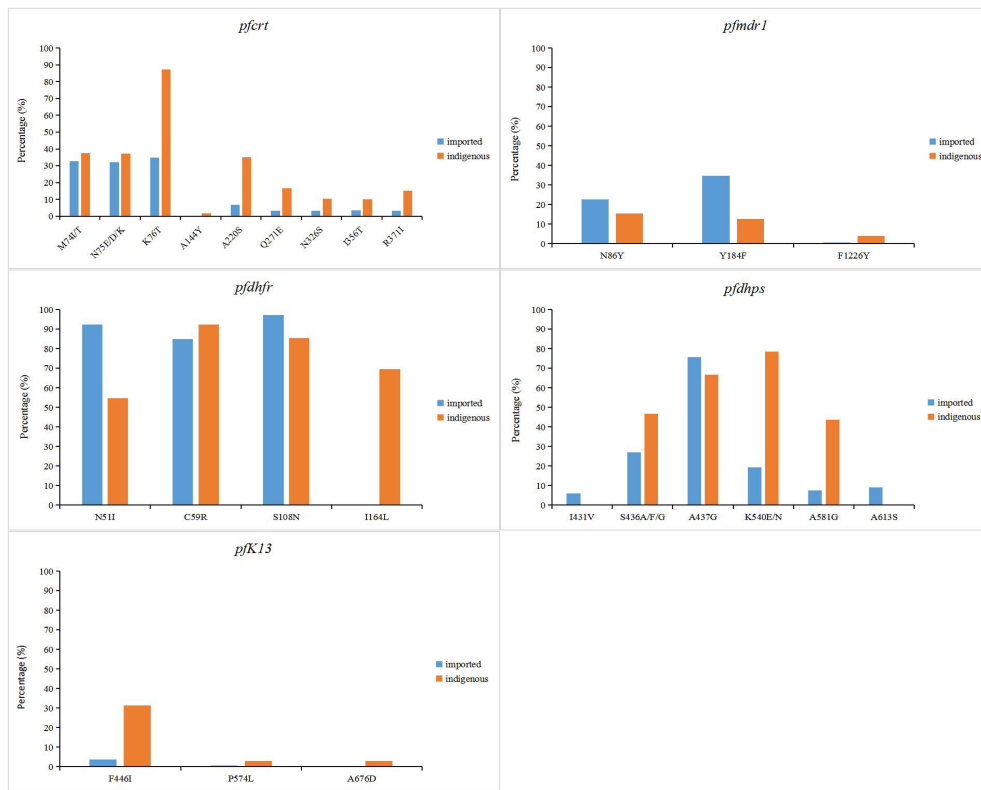 pfcrt
Percentage (%)
100
90
80
70
60
50
40
30
20
10
0
M74I/T
N75E/D/K
K76T
A144Y
A220S
Q271E
N326S
I356T
R371I
imported
indigenous
pfmdr1
Percentage (%)
100
90
80
70
60
50
40
30
20
10
0
N86Y
Y184F
F1226Y
imported
indigenous
pfdhfr
Percentage (%)
100
90
80
70
60
50
40
30
20
10
0
N51I
C59R
S108N
I164L
imported
indigenous
pfdhps
Percentage (%)
100
90
80
70
60
50
40
30
20
10
0
I431V
S436A/F/G
A437G
K540E/N
A581G
A613S
imported
indigenous
pfK13
Percentage (%)
100
90
80
70
60
50
40
30
20
10
0
F446I
P574L
A676D
imported
indigenous